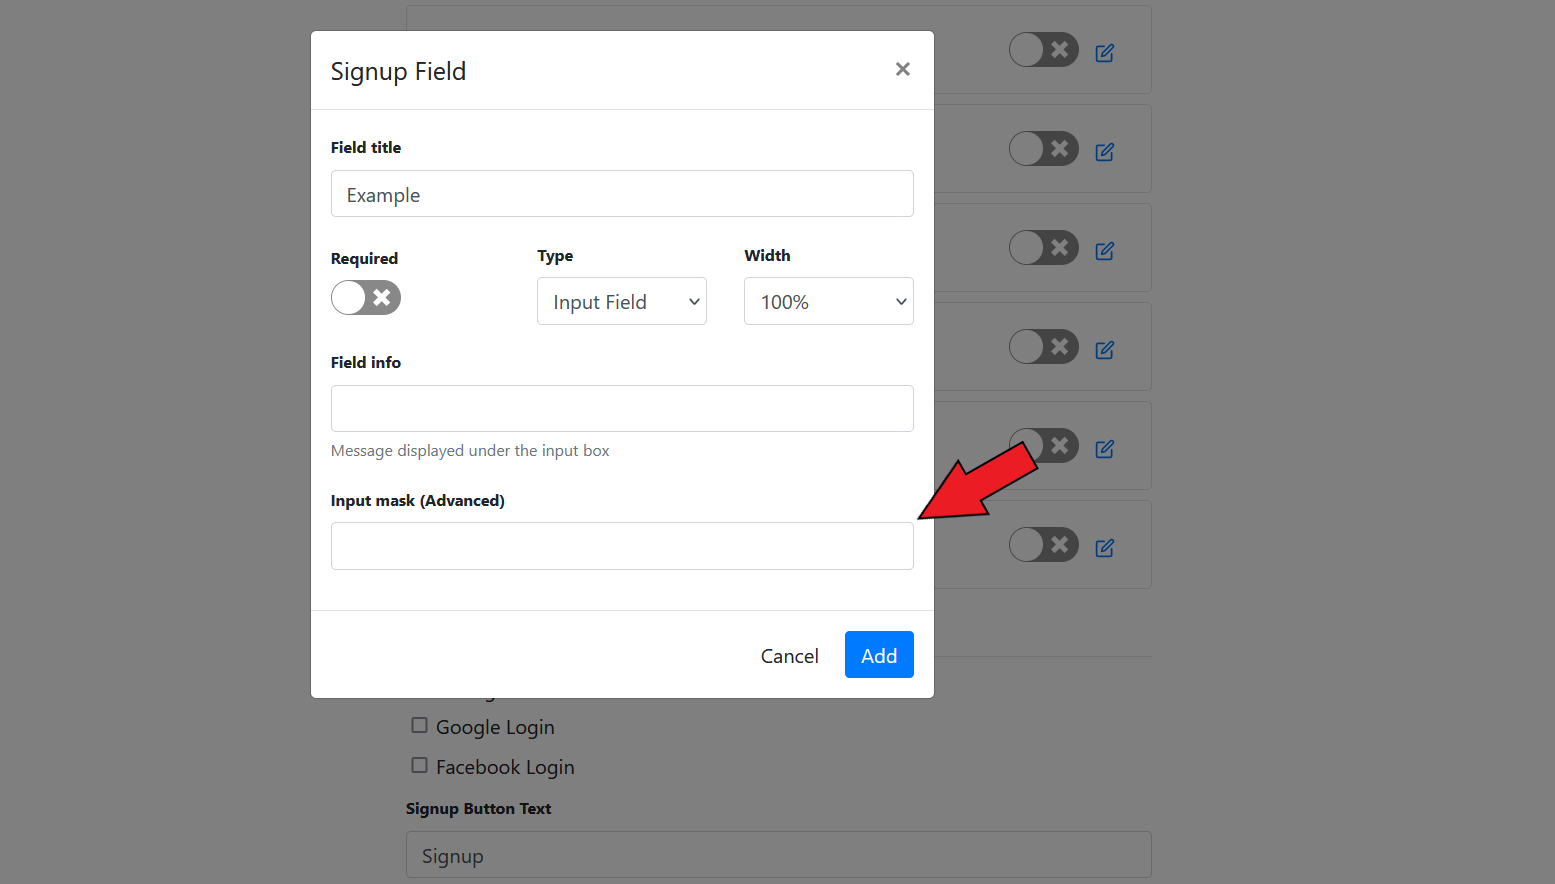 Signup Field
Field title
Example
Required
Type
Width
Input Field
100%
Field info
Message displayed under the input box
Input mask (Advanced)
Cancel
Add
Google Login
Facebook Login
Signup Button Text
Signup